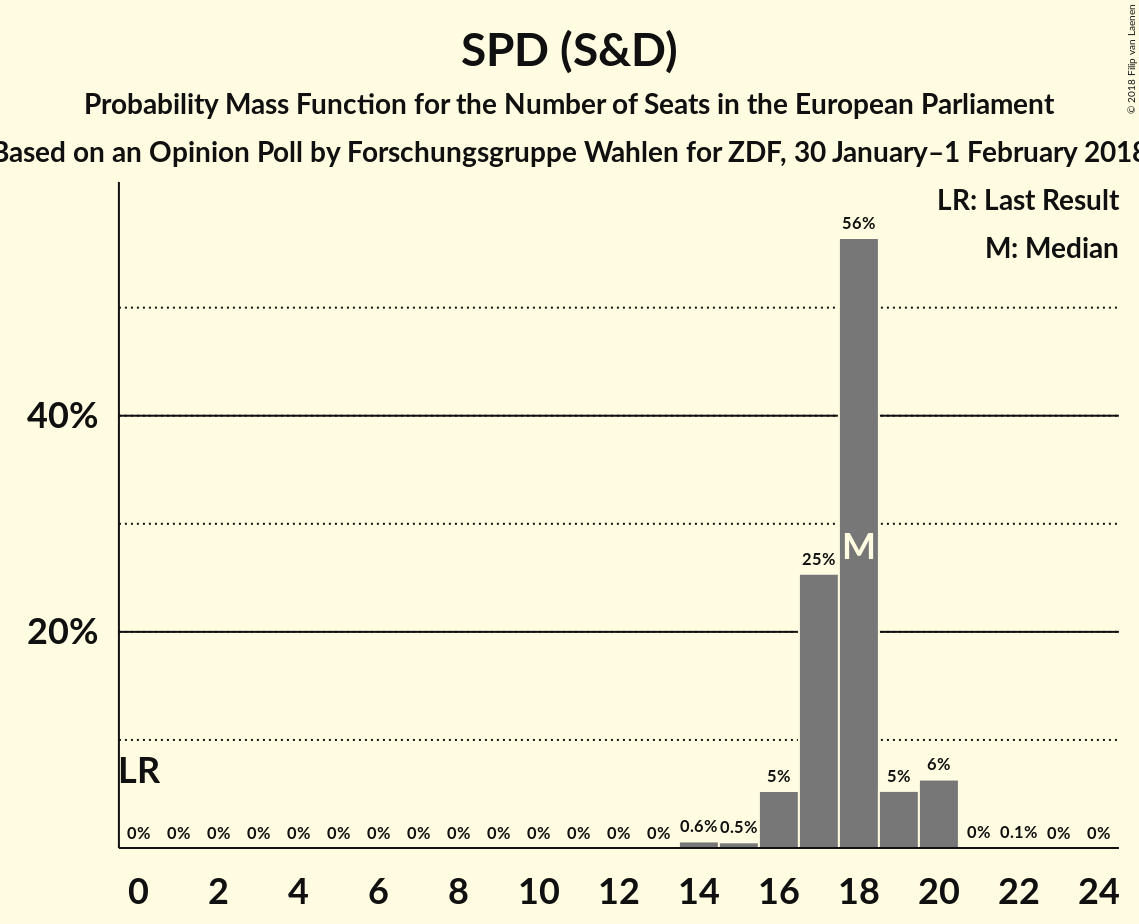 SPD (S&D)
Probability Mass Function for the Number of Seats in the European Parliament
Based on an Opinion Poll by Forschungsgruppe Wahlen for ZDF, 30 January–1 February 2018
© 2018 Filip van Laenen
LR: Last Result
M: Median
56%
40%
M
25%
20%
LR
5%
5%
6%
0% 0% 0% 0% 0% 0% 0% 0% 0% 0% 0% 0% 0% 0% 0.6% 0.5% 0% 0.1% 0% 0%
0 2 4 6 8 10 12 14 16 18 20 22 24